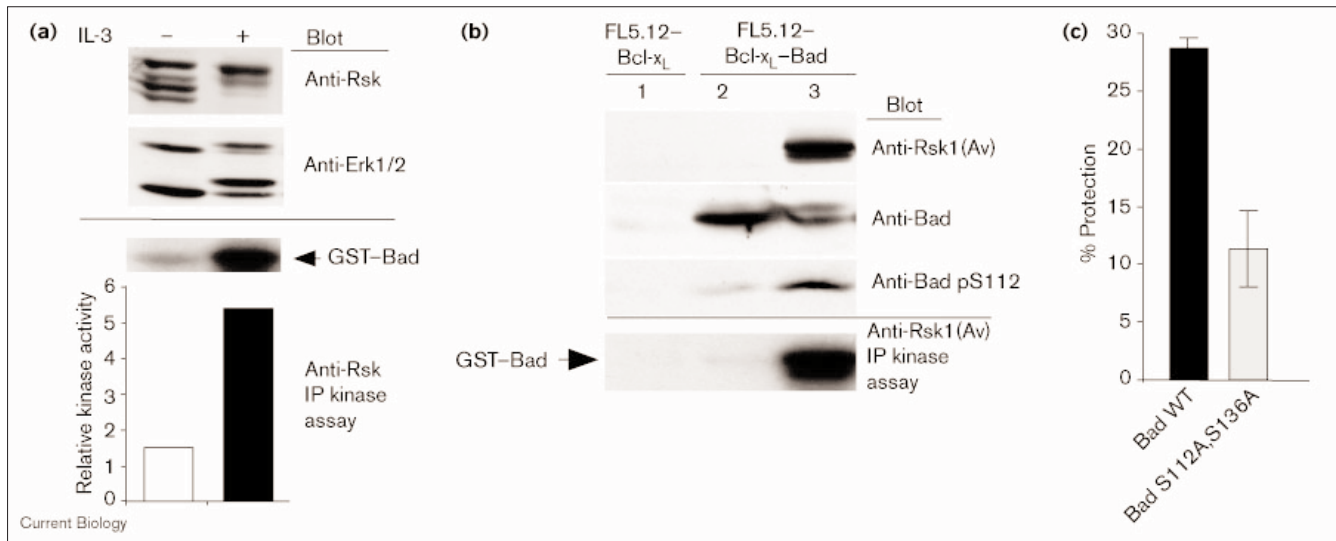 (a) IL-3 – + Blot
Anti-Rsk
Anti-Erk1/2
GST–Bad
Relative kinase activity
6
5
4
3
2
1
0
Anti-Rsk
IP kinase
assay
Current Biology
(b) FL5.12– FL5.12–
Bcl-xL Bcl-xL–Bad
1 2 3
Blot
Anti-Rsk1(Av)
Anti-Bad
Anti-Bad pS112
GST–Bad
Anti-Rsk1(Av)
IP kinase
assay
(c)
% Protection
30
25
20
15
10
5
0
Bad WT
Bad S112A,S136A